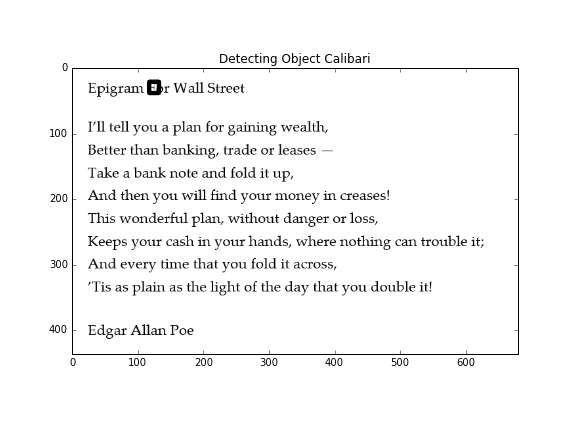 Detecting Object Calibari
0
Epigram or Wall Street
I'll tell you a plan for gaining wealth,
100
Better than banking, trade or leases —
Take a bank note and fold it up,
And then you will find your money in creases!
200
This wonderful plan, without danger or loss,
Keeps your cash in your hands, where nothing can trouble it;
300
And every time that you fold it across,
'Tis as plain as the light of the day that you double it!
400
Edgar Allan Poe
0 100 200 300 400 500 600